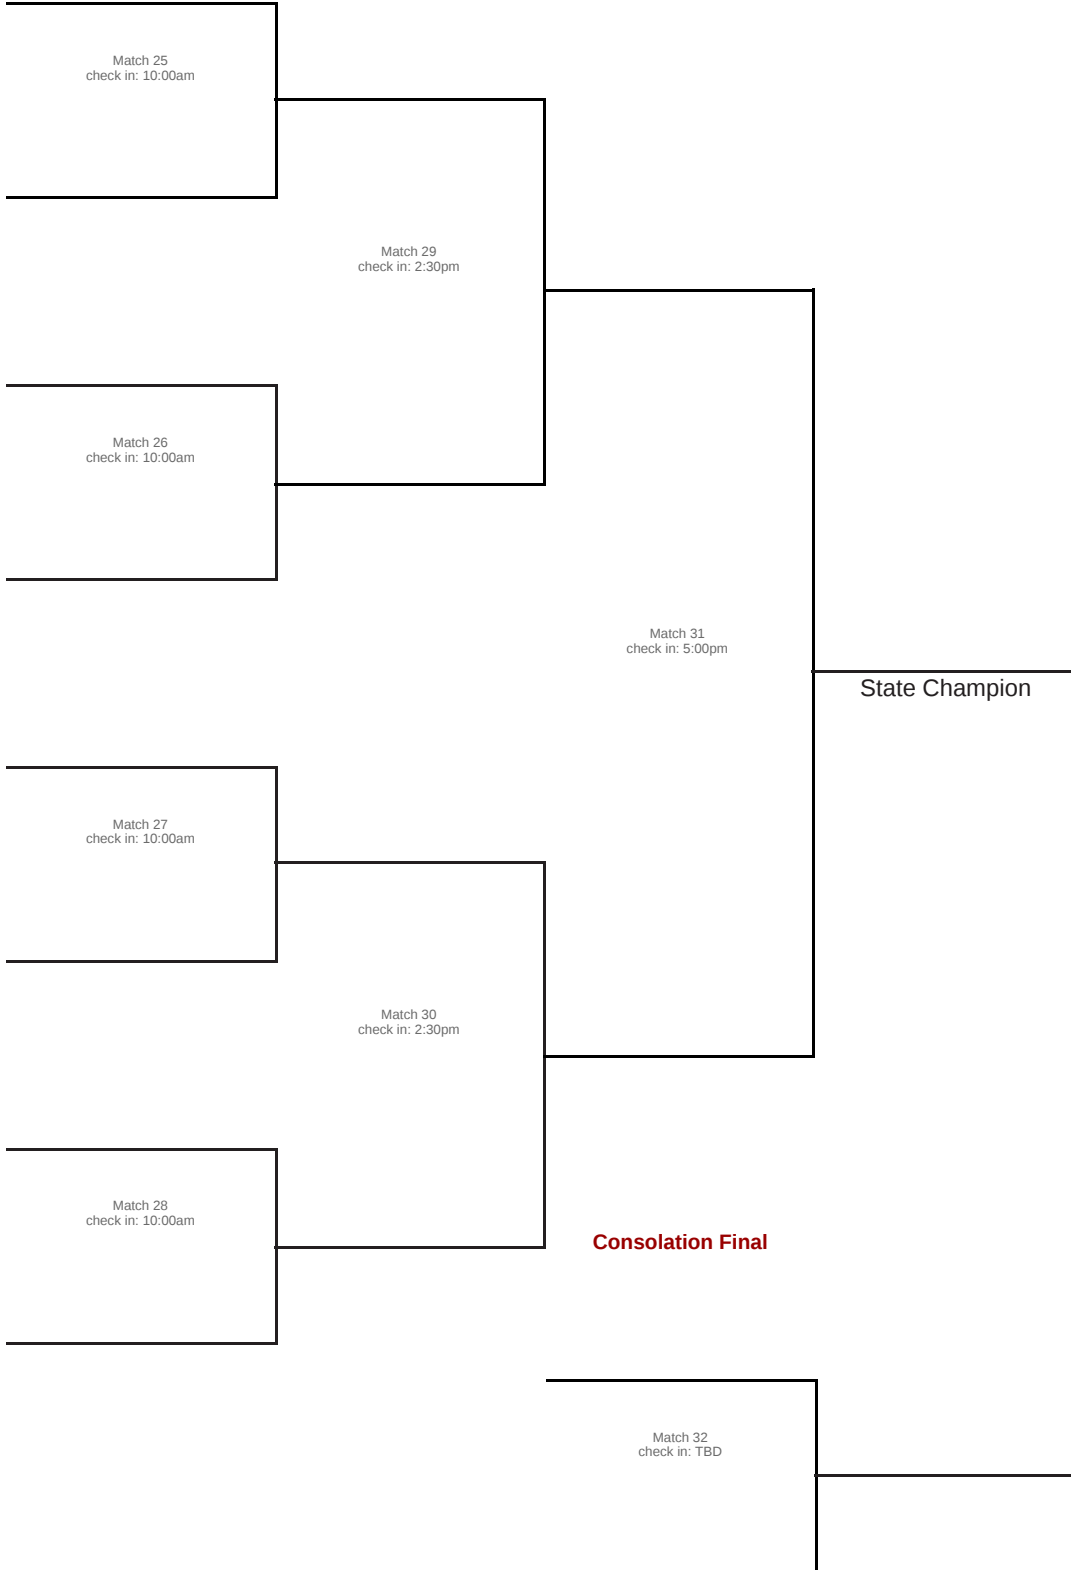 Match 25
check in: 10:00am
Match 29
check in: 2:30pm
Match 26
check in: 10:00am
Match 31
check in: 5:00pm
State Champion
Match 27
check in: 10:00am
Match 30
check in: 2:30pm
Match 28
check in: 10:00am
Consolation Final
Match 32
check in: TBD